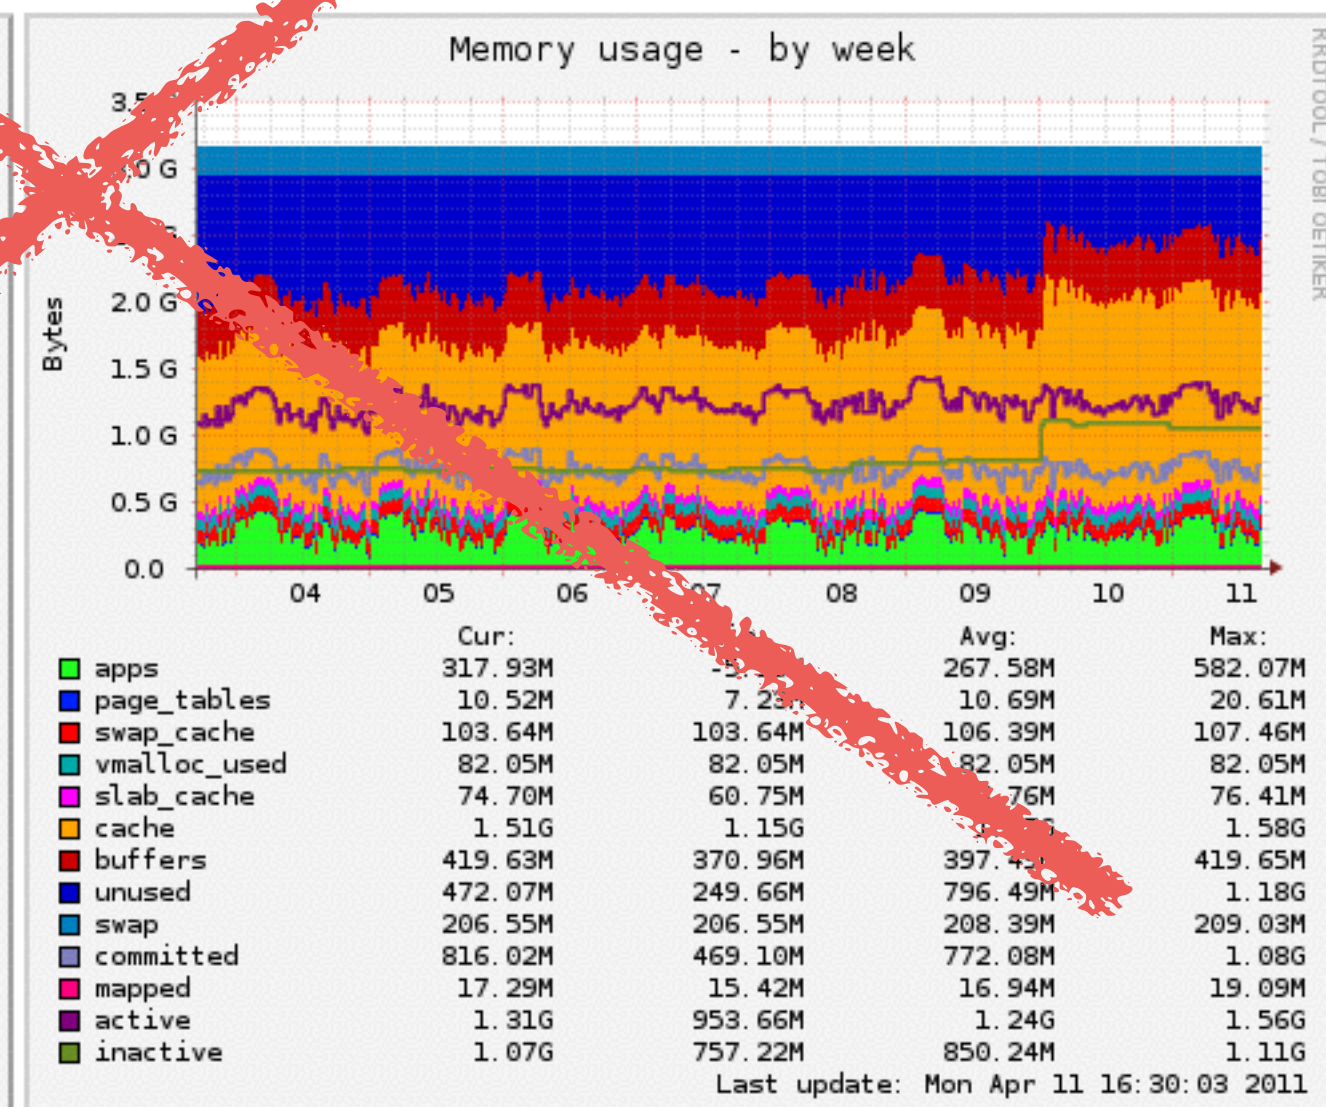 Memory usage - by week
RRDTOOL / TOBI OETIKER
Bytes
2.0 G
1.5 G
1.0 G
0.5 G
0.0
04 05 06 07 08 09 10 11
Cur: Avg: Max:
apps 317.93M 267.58M 582.07M
page_tables 10.52M 10.69M 20.61M
swap_cache 103.64M 103.64M 106.39M 107.46M
vmalloc_used 82.05M 82.05M 82.05M 82.05M
slab_cache 74.70M 60.75M 76.41M
cache 1.51G 1.15G 1.58G
buffers 419.63M 370.96M 419.65M
unused 472.07M 249.66M 796.49M 1.18G
swap 206.55M 206.55M 208.39M 209.03M
committed 816.02M 469.10M 772.08M 1.08G
mapped 17.29M 15.42M 16.94M 19.09M
active 1.31G 953.66M 1.24G 1.56G
inactive 1.07G 757.22M 850.24M 1.11G
Last update: Mon Apr 11 16:30:03 2011